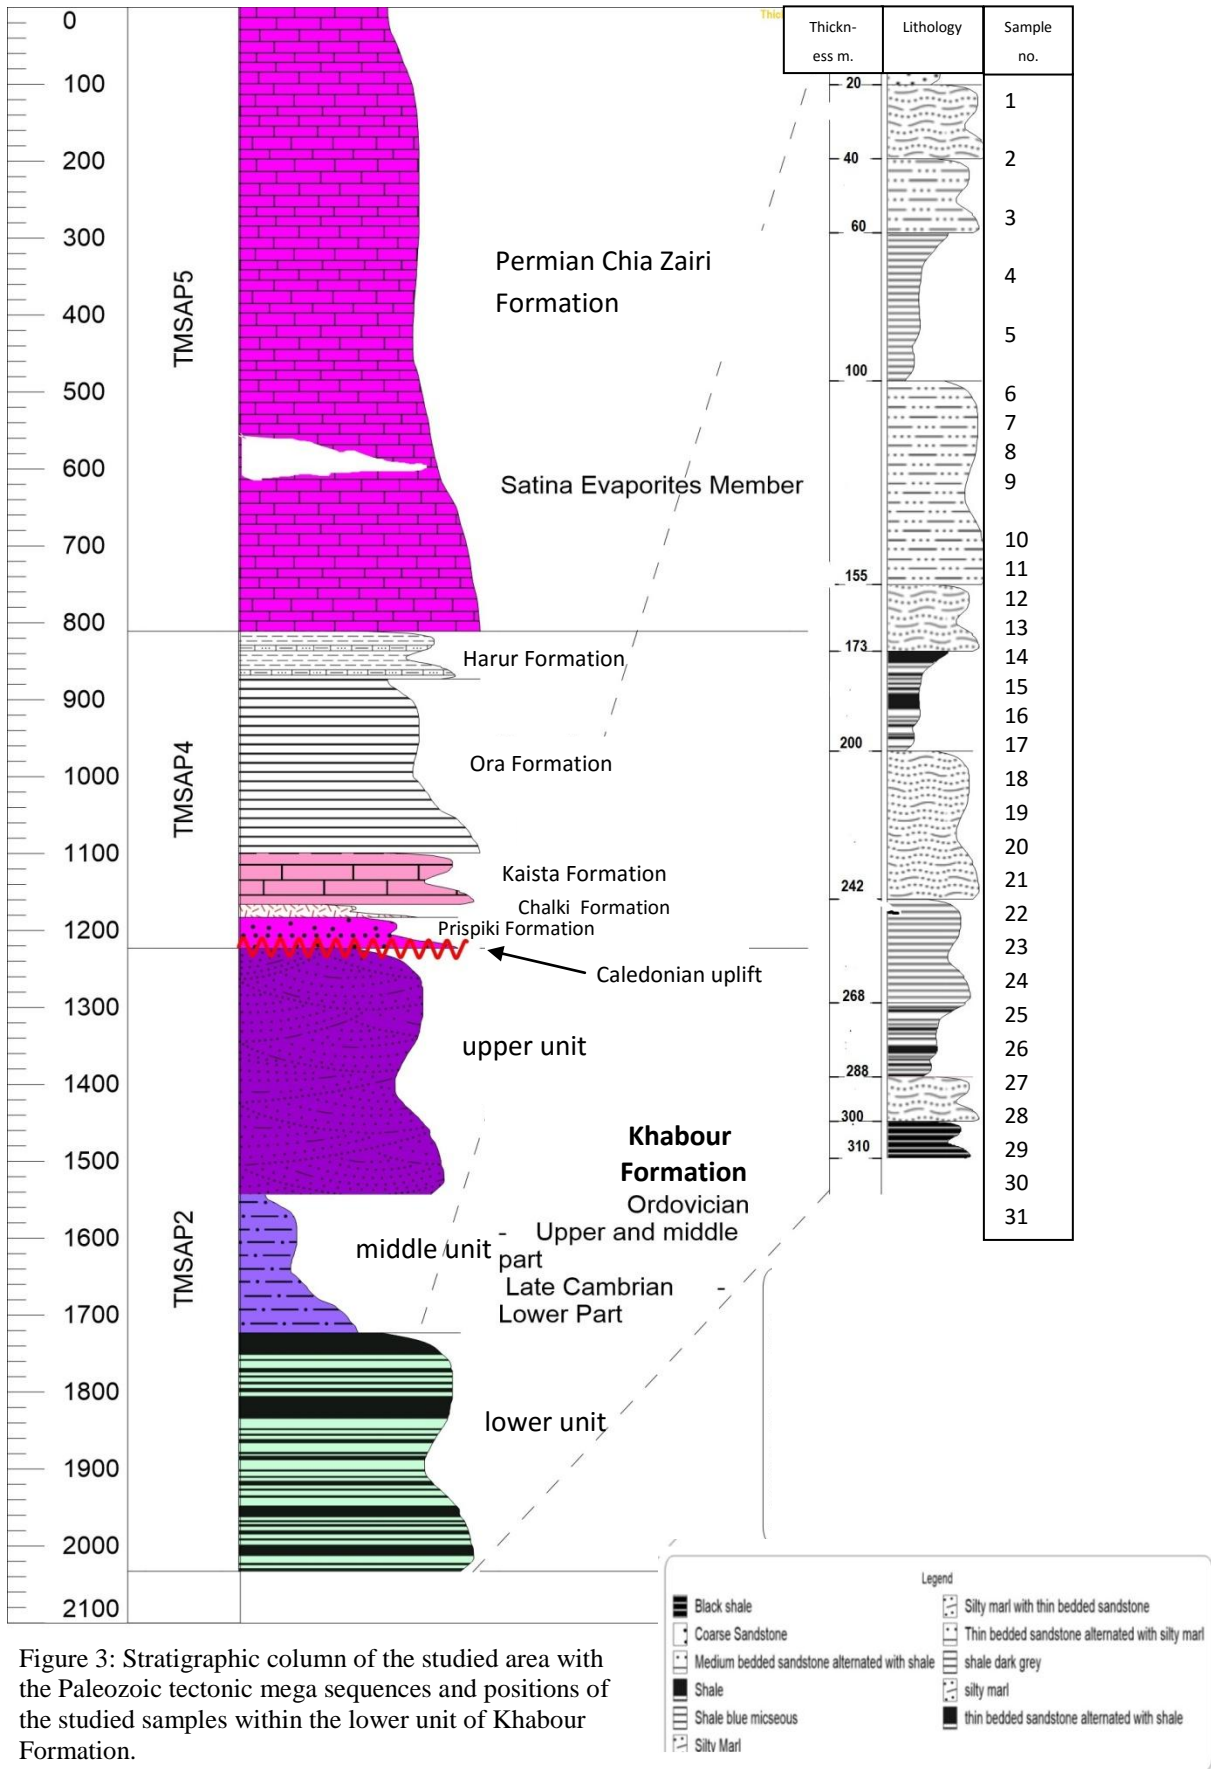 0
100
200
300
400
500
600
700
800
900
1000
1100
1200
1300
1400
1500
1600
1700
1800
1900
2000
2100
TMSAP5
TMSAP4
TMSAP2
Permian Chia Zairi
Formation
Satina Evaporites Member
Harur Formation
Ora Formation
Kaista Formation
Chalki Formation
Prispiki Formation
Caledonian uplift
upper unit
Khabour
Formation
Ordovician
- Upper and middle
part
Late Cambrian -
Lower Part
middle unit
lower unit
Thickn-
ess m.
Lithology
Sample
no.
20
40
60
100
155
173
200
242
268
288
300
310
1
2
3
4
5
6
7
8
9
10
11
12
13
14
15
16
17
18
19
20
21
22
23
24
25
26
27
28
29
30
31
Legend
Black shale
Coarse Sandstone
Medium bedded sandstone alternated with shale
Shale
Shale blue micseous
Silty Marl
Silty marl with thin bedded sandstone
Thin bedded sandstone alternated with silty marl
shale dark grey
silty marl
thin bedded sandstone alternated with shale
Figure 3: Stratigraphic column of the studied area with
the Paleozoic tectonic mega sequences and positions of
the studied samples within the lower unit of Khabour
Formation.